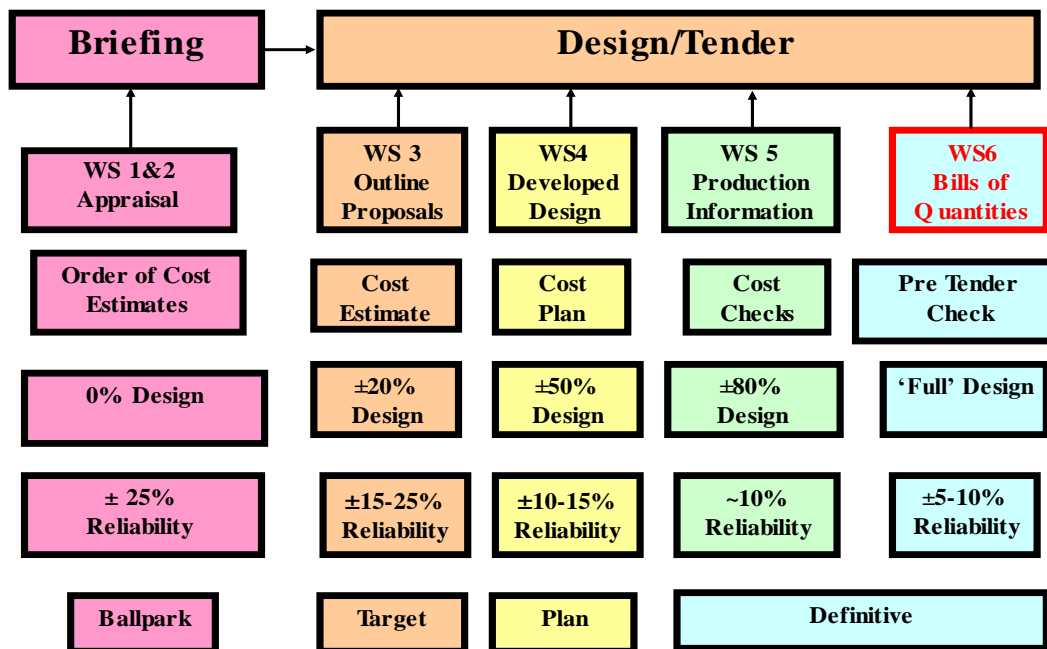 Briefing
Design/Tender
WS 1&2
Appraisal
WS 3
Outline
Proposals
WS4
Developed
Design
WS 5
Production
Information
WS6
Bills of
Quantities
Order of Cost
Estimates
Cost
Estimate
Cost
Plan
Cost
Checks
Pre Tender
Check
0% Design
±20%
Design
±50%
Design
±80%
Design
‘Full’ Design
± 25%
Reliability
±15-25%
Reliability
±10-15%
Reliability
~10%
Reliability
±5-10%
Reliability
Ballpark
Target
Plan
Definitive